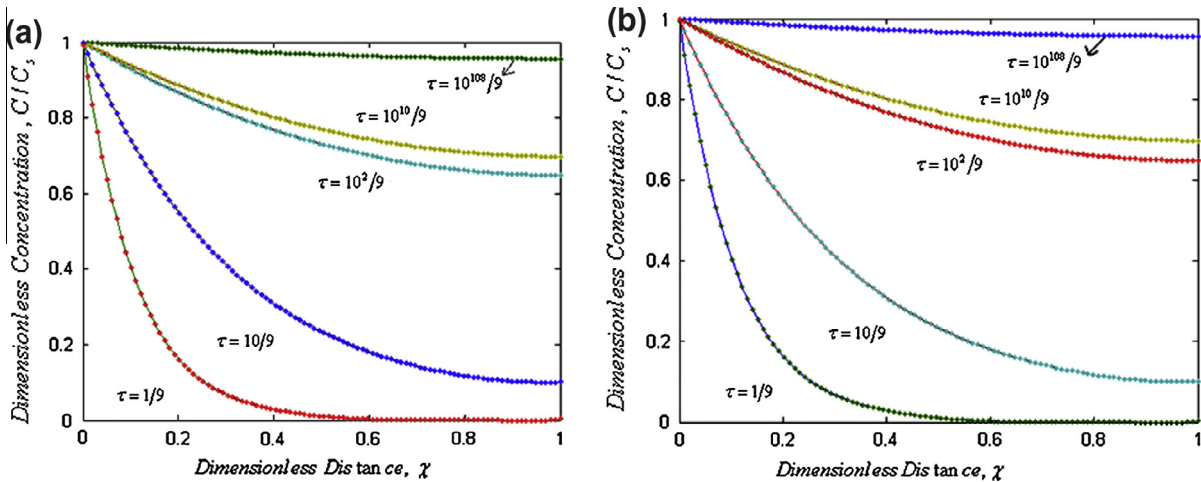 (a)
Dimensionless Concentration, C / C_s
1
0.8
0.6
0.4
0.2
0
τ = 10^108/9
τ = 10^10/9
τ = 10^2/9
τ = 10/9
τ = 1/9
0 0.2 0.4 0.6 0.8 1
Dimensionless Dis tan ce, χ
(b)
Dimensionless Concentration, C / C_s
1
0.8
0.6
0.4
0.2
0
τ = 10^108/9
τ = 10^10/9
τ = 10^2/9
τ = 10/9
τ = 1/9
0 0.2 0.4 0.6 0.8 1
Dimensionless Dis tan ce, χ